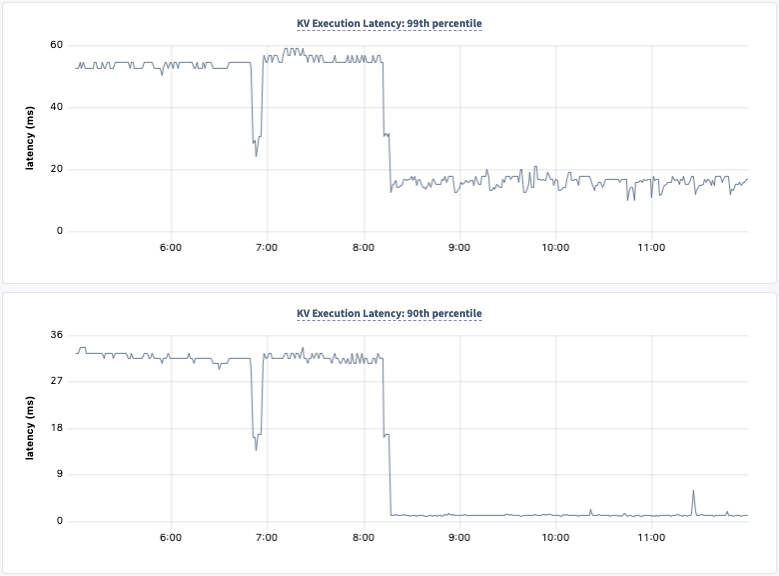 KV Execution Latency: 99th percentile
60
40
20
0
latency (ms)
6:00 7:00 8:00 9:00 10:00 11:00
KV Execution Latency: 90th percentile
36
27
18
9
0
latency (ms)
6:00 7:00 8:00 9:00 10:00 11:00